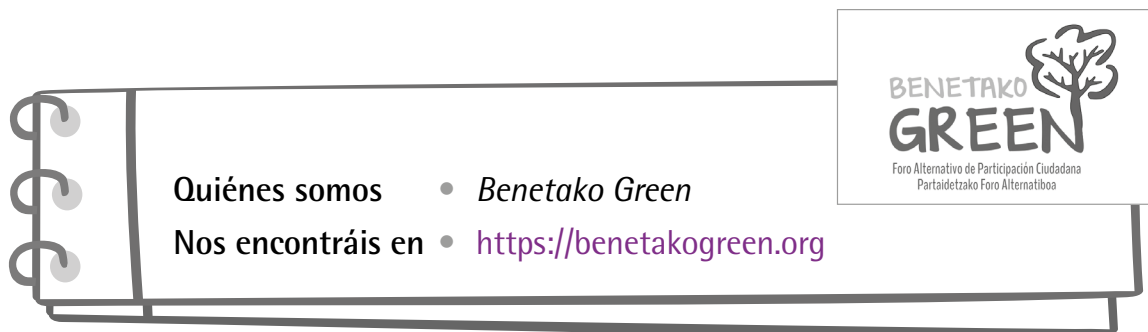 BENETAKO
GREEN
Foro Alternativo de Participación Ciudadana
Partaidetzako Foro Alternatiboa
Quiénes somos • Benetako Green
Nos encontráis en • https://benetakogreen.org